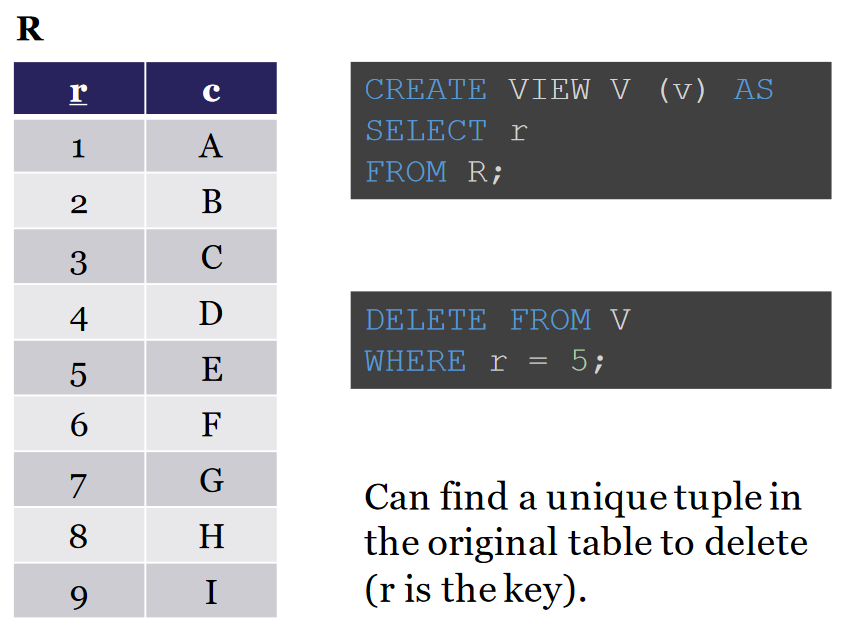 R
r c
1 A
2 B
3 C
4 D
5 E
6 F
7 G
8 H
9 I
CREATE VIEW V (v) AS
SELECT r
FROM R;
DELETE FROM V
WHERE r = 5;
Can find a unique tuple in
the original table to delete
(r is the key).